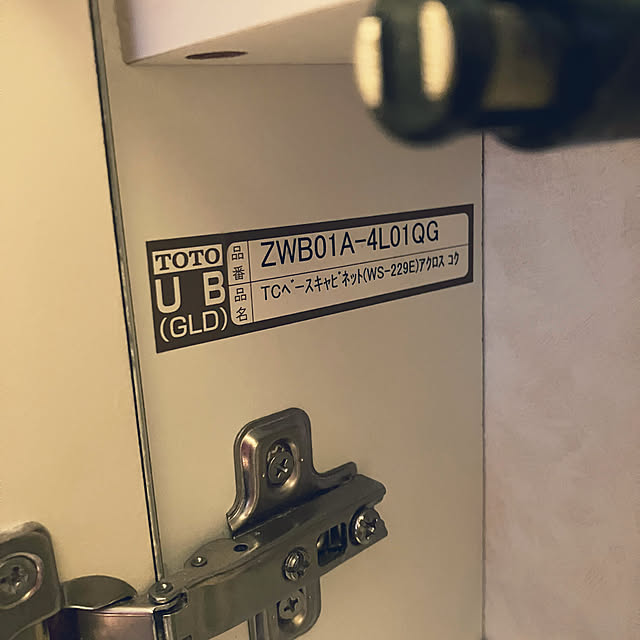 TOTO
U B
(GLD)
品番 ZWB01A-4L01QG
品名 TCベースキャビネット(WS-229E)アクロス コク